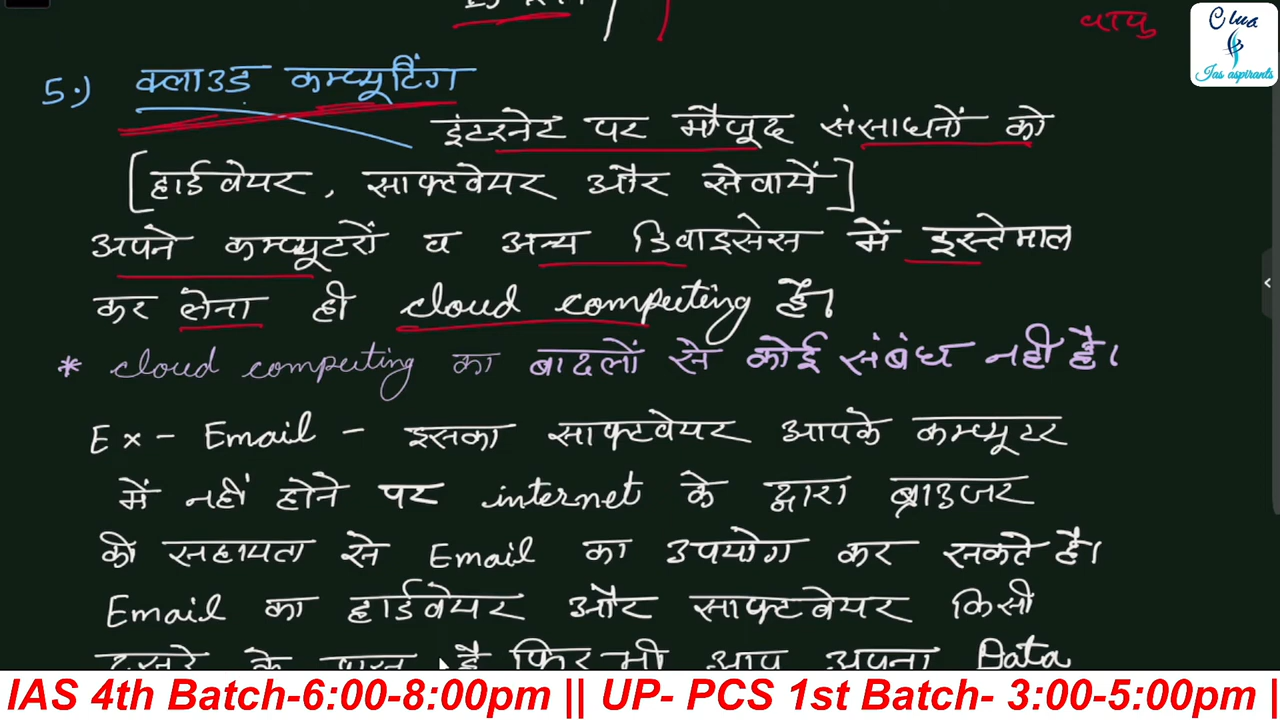 वायु
Clue
Ias aspirants
5.) क्लाउड कम्प्यूटिंग
इंटरनेट पर मौजूद संसाधनों को
[हार्डवेयर, साफ्टवेयर और सेवायें]
अपने कम्प्यूटरों व अन्य डिवाइसेस में इस्तेमाल
कर लेना ही cloud computing है।
* cloud computing का बादलों से कोई संबंध नहीं है।
Ex - Email - इसका साफ्टवेयर आपके कम्प्यूटर
में नहीं होने पर internet के द्वारा ब्राउजर
की सहायता से Email का उपयोग कर सकते है।
Email का हार्डवेयर और साफ्टवेयर किसी
दूसरे के पास है फिर भी आप अपना Data
IAS 4th Batch-6:00-8:00pm || UP- PCS 1st Batch- 3:00-5:00pm |